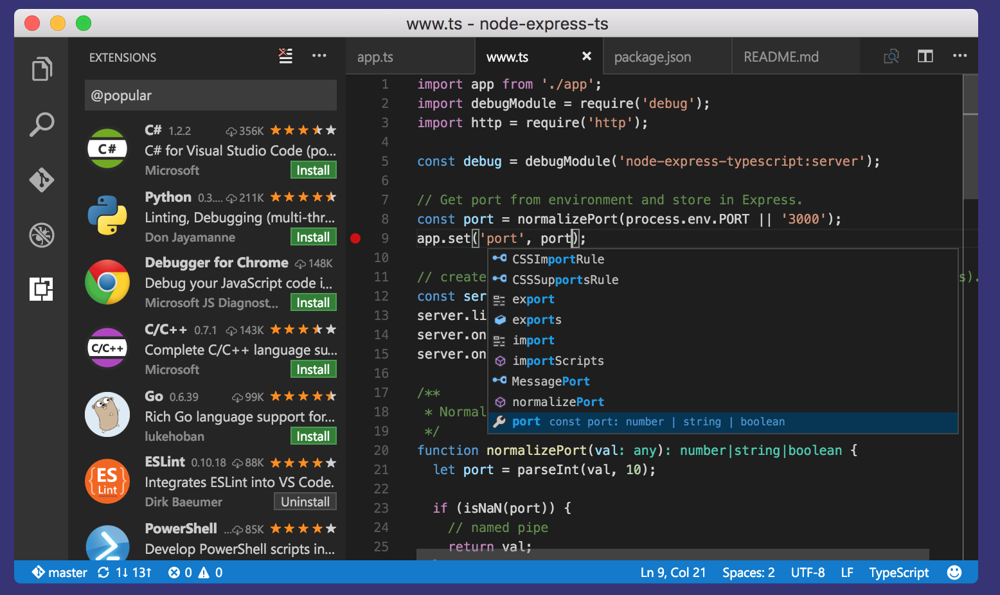 www.ts - node-express-ts
EXTENSIONS
@popular
C# 1.2.2 356K
C#
C# for Visual Studio Code (po...
Microsoft Install
Python 0.3.... 211K
Linting, Debugging (multi-thr...
Don Jayamanne Install
Debugger for Chrome 148K
Debug your JavaScript code i...
Microsoft JS Diagnost... Install
C/C++ 0.7.1 143K
C/C++
Complete C/C++ language su...
Microsoft Install
Go 0.6.39 99K
Rich Go language support for...
lukehoban Install
ESLint 0.10.18 88K
{ES}
Lint
Integrates ESLint into VS Code.
Dirk Baeumer Uninstall
PowerShell ... 85K
Develop PowerShell scripts in...
app.ts www.ts package.json README.md
1 import app from './app';
2 import debugModule = require('debug');
3 import http = require('http');
4
5 const debug = debugModule('node-express-typescript:server');
6
7 // Get port from environment and store in Express.
8 const port = normalizePort(process.env.PORT || '3000');
9 app.set('port', port);
10
11 // create s).
12 const ser
13 server.li
14 server.on
15 server.on
16
17 /**
18 * Normal
19 */
20 function normalizePort(val: any): number|string|boolean {
21 let port = parseInt(val, 10);
22
23 if (isNaN(port)) {
24 // named pipe
25 return val;
CSSImportRule
CSSSupportsRule
export
exports
import
importScripts
MessagePort
normalizePort
port const port: number | string | boolean
master 1↓ 13↑ 0 0 Ln 9, Col 21 Spaces: 2 UTF-8 LF TypeScript